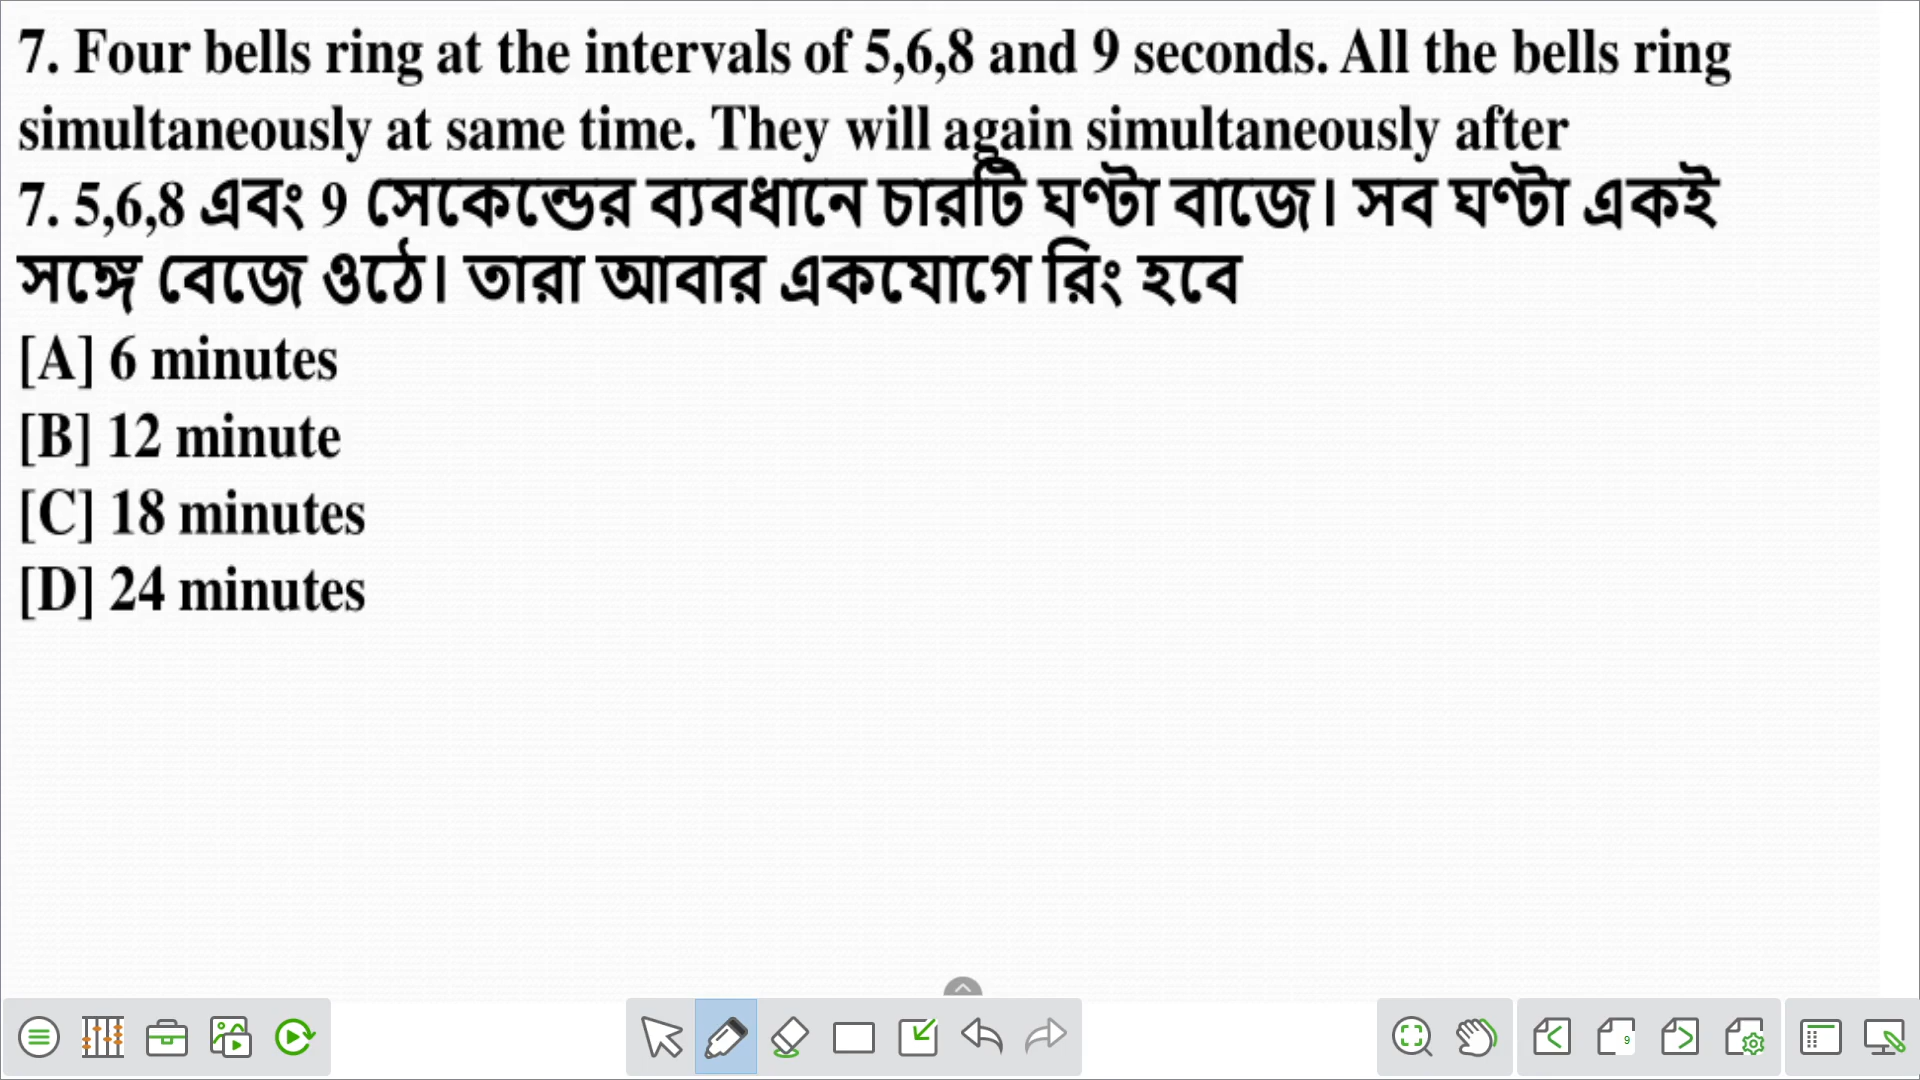 7. Four bells ring at the intervals of 5,6,8 and 9 seconds. All the bells ring
simultaneously at same time. They will again simultaneously after
7. 5,6,8 এবং 9 সেকেন্ডের ব্যবধানে চারটি ঘণ্টা বাজে। সব ঘণ্টা একই
সঙ্গে বেজে ওঠে। তারা আবার একযোগে রিং হবে
[A] 6 minutes
[B] 12 minute
[C] 18 minutes
[D] 24 minutes
9